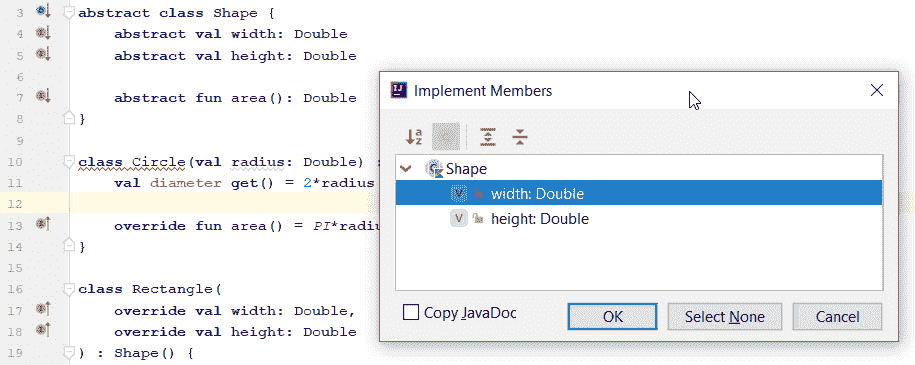 3 abstract class Shape {
4 abstract val width: Double
5 abstract val height: Double
6
7 abstract fun area(): Double
8 }
9
10 class Circle(val radius: Double) :
11 val diameter get() = 2*radius
12
13 override fun area() = PI*radiu
14 }
15
16 class Rectangle(
17 override val width: Double,
18 override val height: Double
19 ) : Shape() {
IJ Implement Members
a
z
Shape
V width: Double
V height: Double
Copy JavaDoc
OK
Select None
Cancel